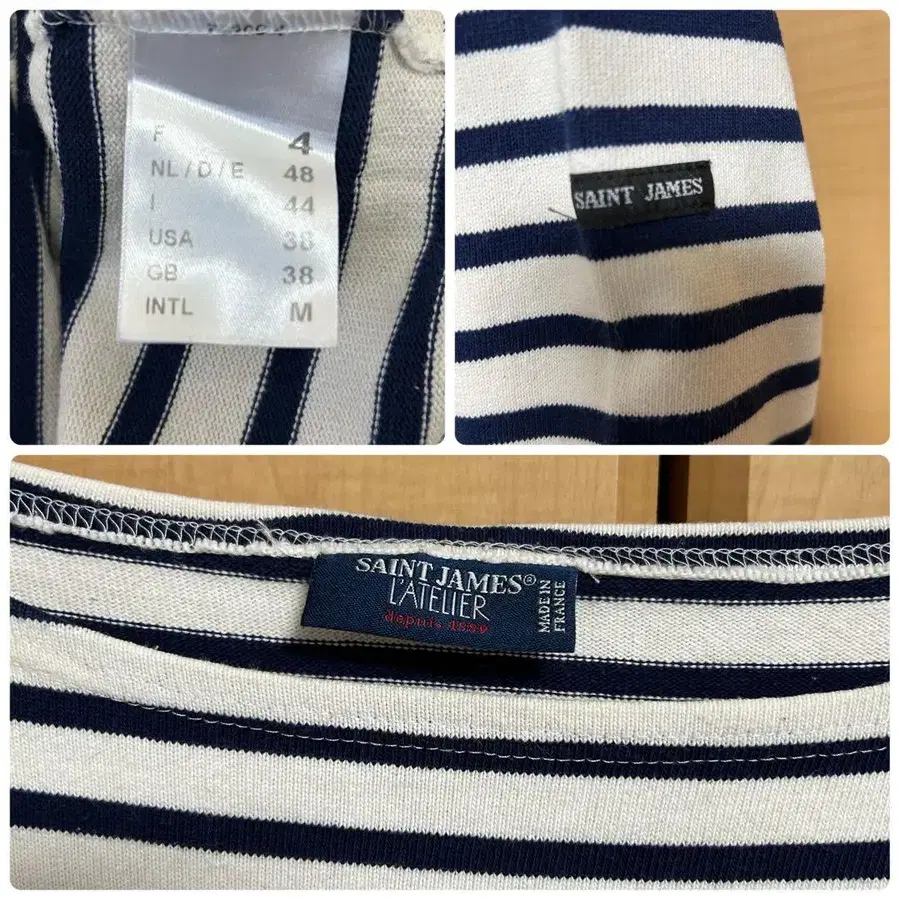 F 4
NL / D / E 48
I 44
USA 38
GB 38
INTL M
SAINT JAMES
SAINT JAMES®
L'ATELIER
depuis 1889
MADE IN
FRANCE